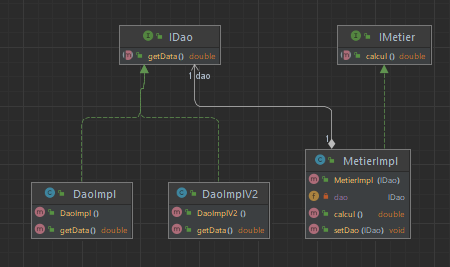 IDao
getData() double
IMetier
calcul() double
1 dao
1
DaoImpl
DaoImpl()
getData() double
DaoImplV2
DaoImplV2()
getData() double
MetierImpl
MetierImpl(IDao)
dao IDao
calcul() double
setDao(IDao) void